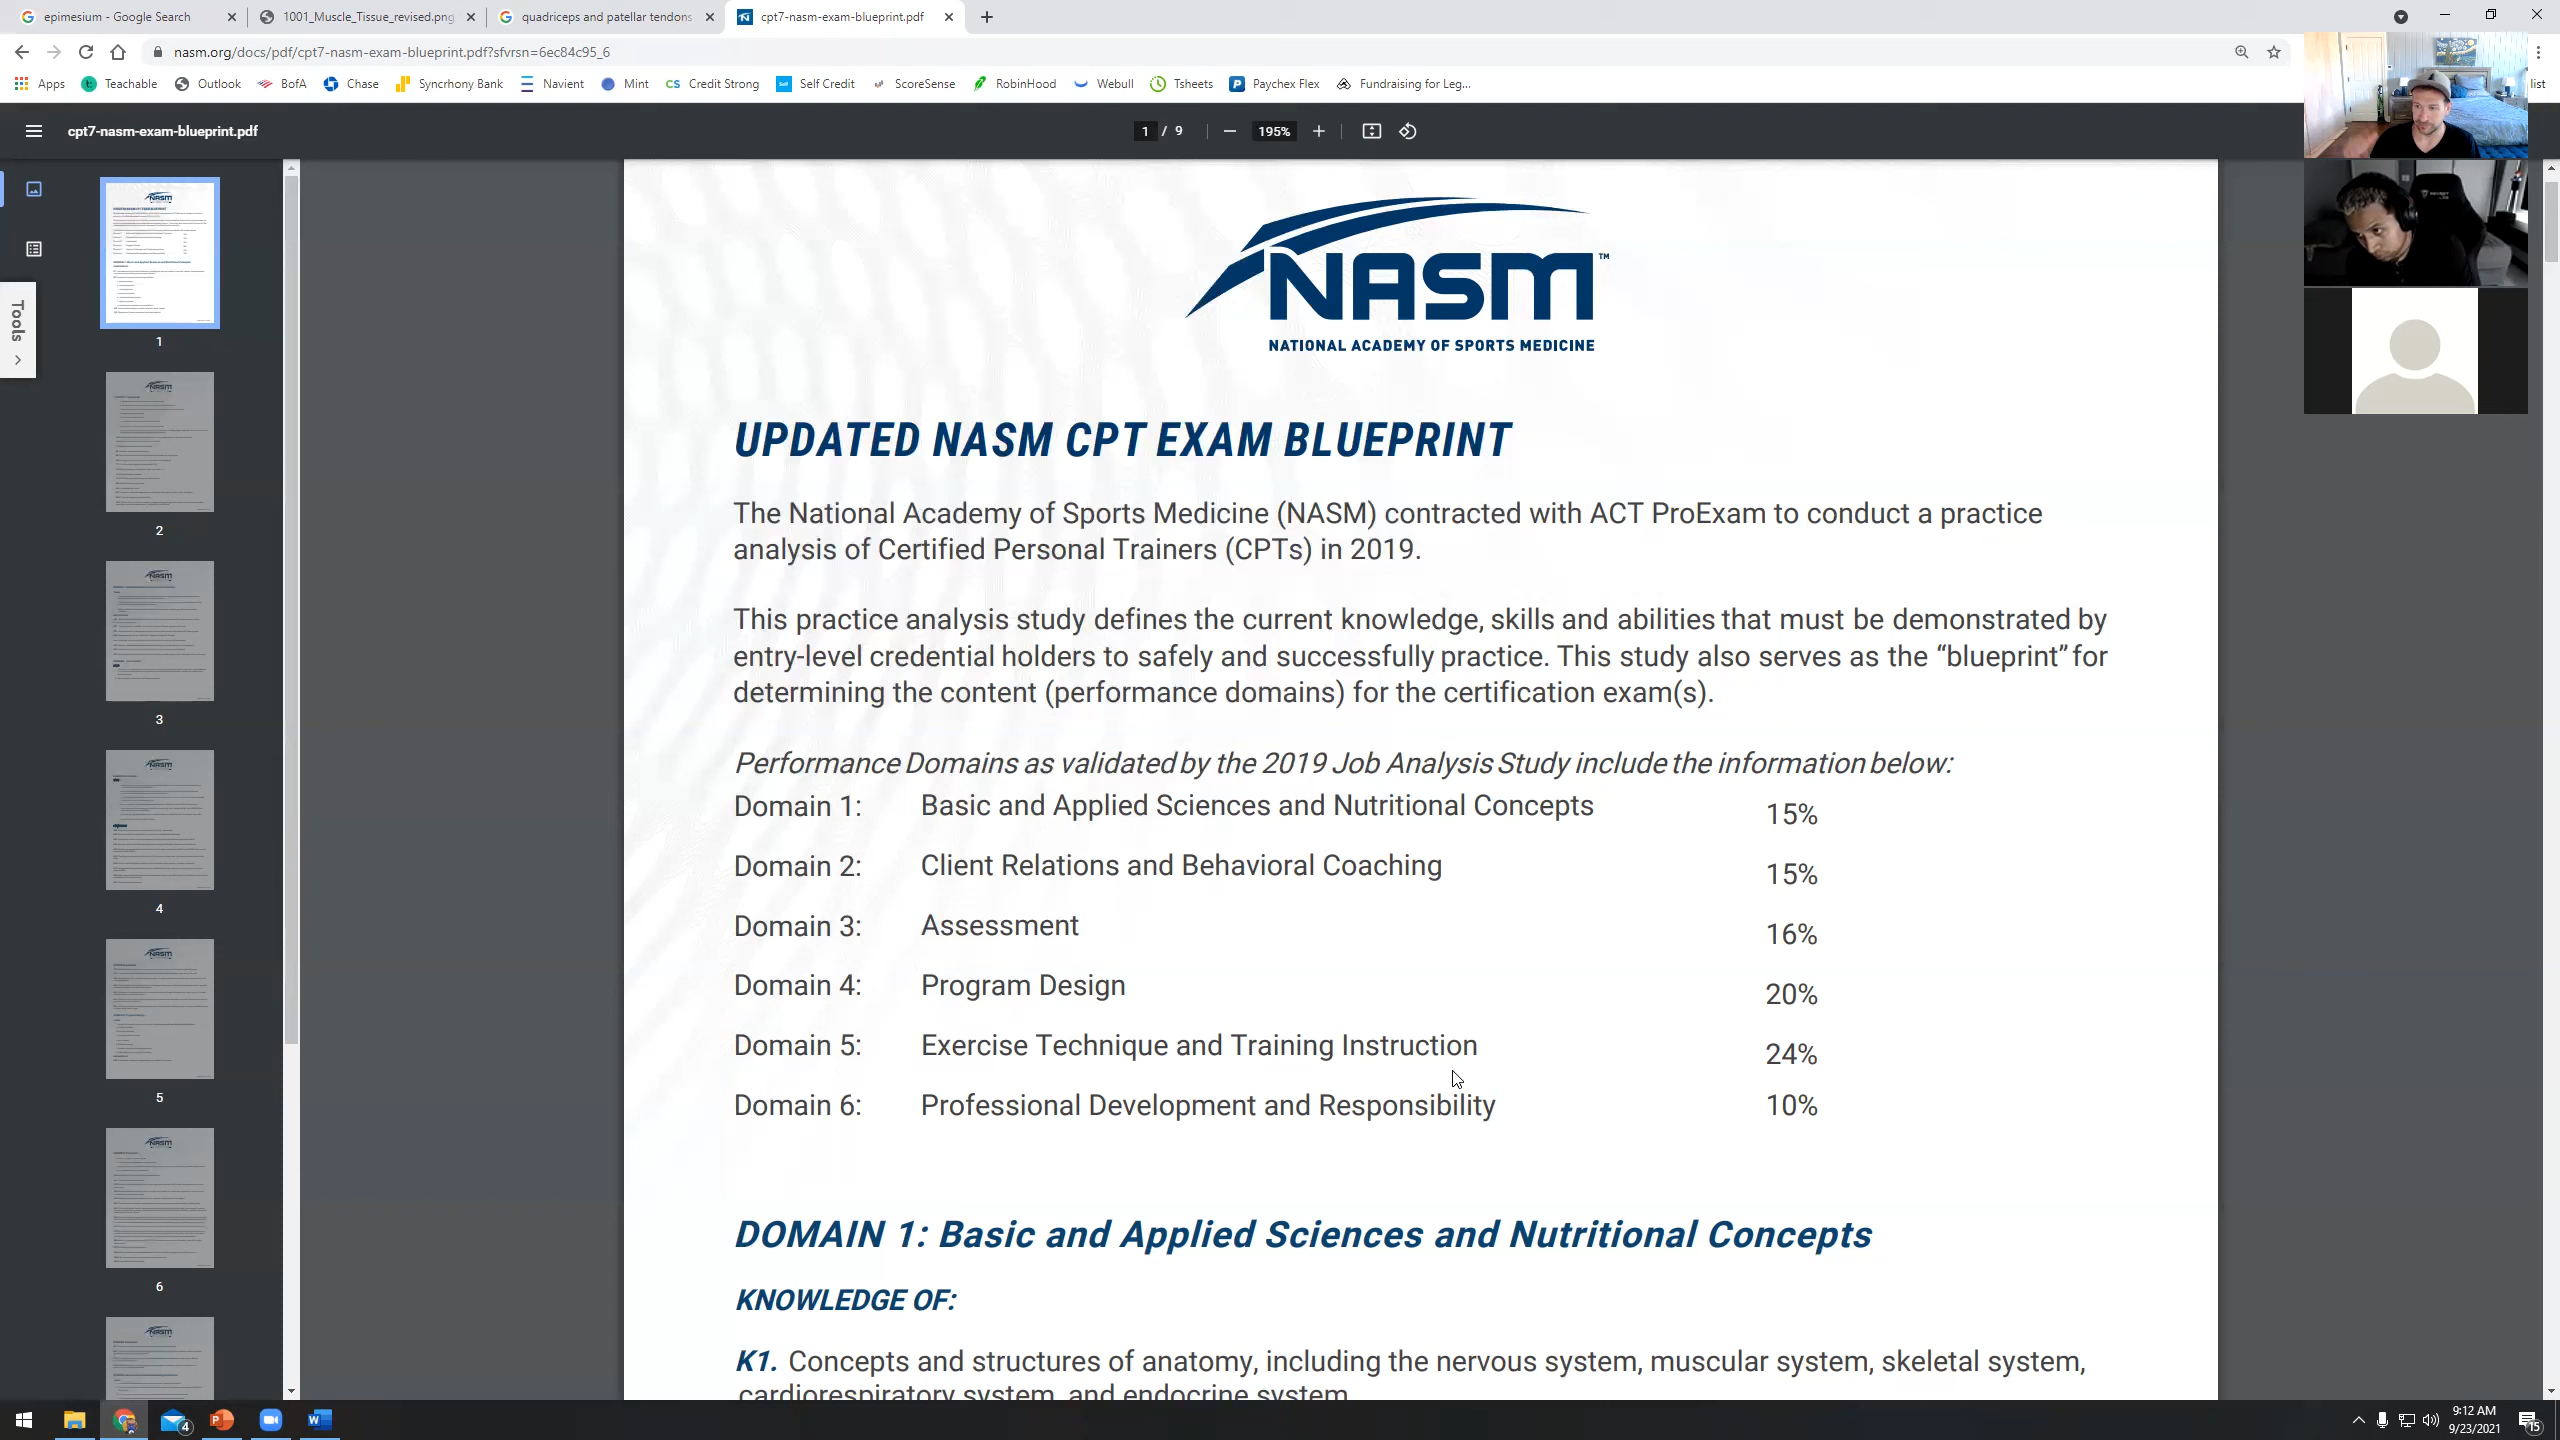 epimesium - Google Search
1001_Muscle_Tissue_revised.png
quadriceps and patellar tendons
cpt7-nasm-exam-blueprint.pdf
nasm.org/docs/pdf/cpt7-nasm-exam-blueprint.pdf?sfvrsn=6ec84c95_6
Apps Teachable Outlook BofA Chase Syncrhony Bank Navient Mint CS Credit Strong Self Credit ScoreSense RobinHood Webull Tsheets Paychex Flex Fundraising for Leg... list
cpt7-nasm-exam-blueprint.pdf
1 / 9 195%
Tools
1
2
3
4
5
6
NASM™
NATIONAL ACADEMY OF SPORTS MEDICINE
UPDATED NASM CPT EXAM BLUEPRINT
The National Academy of Sports Medicine (NASM) contracted with ACT ProExam to conduct a practice
analysis of Certified Personal Trainers (CPTs) in 2019.
This practice analysis study defines the current knowledge, skills and abilities that must be demonstrated by
entry-level credential holders to safely and successfully practice. This study also serves as the “blueprint” for
determining the content (performance domains) for the certification exam(s).
Performance Domains as validated by the 2019 Job Analysis Study include the information below:
Domain 1: Basic and Applied Sciences and Nutritional Concepts 15%
Domain 2: Client Relations and Behavioral Coaching 15%
Domain 3: Assessment 16%
Domain 4: Program Design 20%
Domain 5: Exercise Technique and Training Instruction 24%
Domain 6: Professional Development and Responsibility 10%
DOMAIN 1: Basic and Applied Sciences and Nutritional Concepts
KNOWLEDGE OF:
K1. Concepts and structures of anatomy, including the nervous system, muscular system, skeletal system,
cardiorespiratory system, and endocrine system.
4
9:12 AM
9/23/2021
15